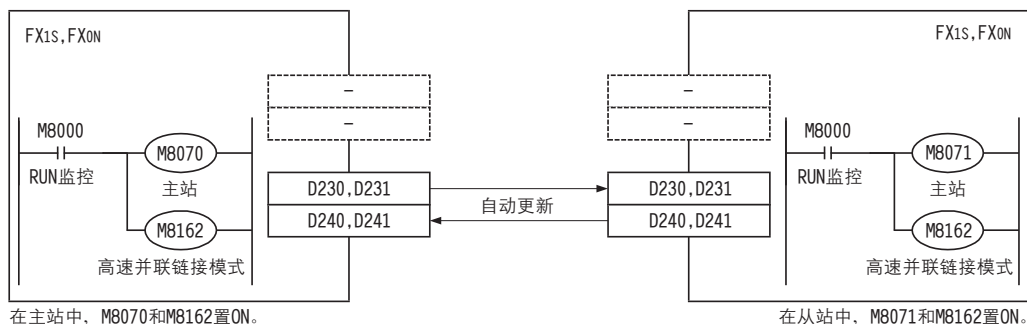 FX1S,FX0N
M8000
RUN监控
M8070
主站
M8162
高速并联链接模式
在主站中，M8070和M8162置ON。
-
-
D230,D231
D240,D241
自动更新
-
-
D230,D231
D240,D241
FX1S,FX0N
M8000
RUN监控
M8071
主站
M8162
高速并联链接模式
在从站中，M8071和M8162置ON。